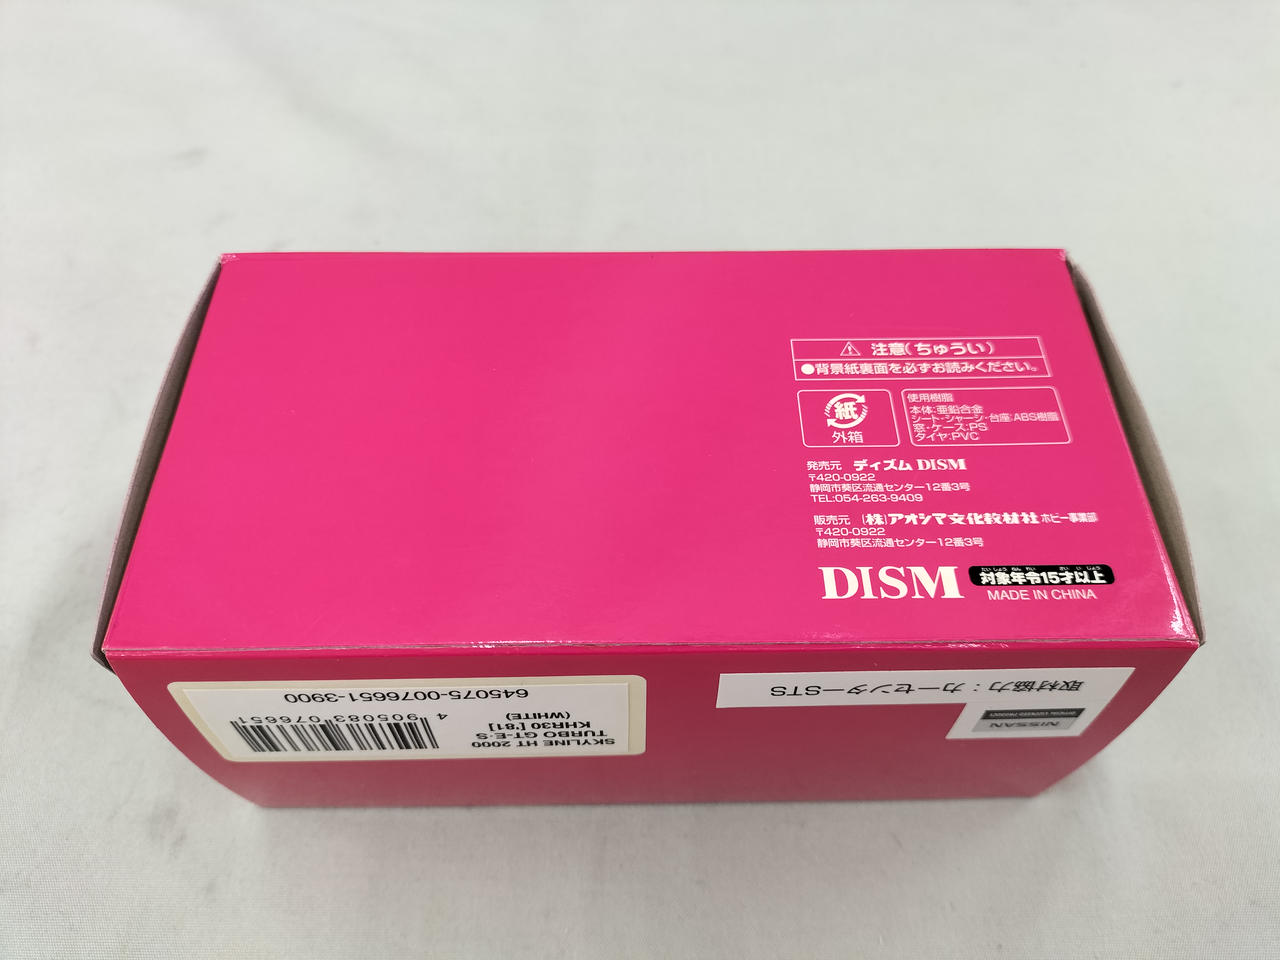 ⚠ 注意(ちゅうい)
●背景紙裏面を必ずお読みください。
紙
外箱
使用樹脂
本体:亜鉛合金
シート・シャーシ・台座:ABS樹脂
窓・ケース:PS
タイヤ:PVC
発売元 ディズム DISM
〒420-0922
静岡市葵区流通センター12番3号
TEL:054-263-9409
販売元 (株)アオシマ文化教材社 ホビー事業部
〒420-0922
静岡市葵区流通センター12番3号
DISM
対象年令15才以上
MADE IN CHINA
SKYLINE HT 2000
TURBO GT-E・S
KHR30 ['81]
(WHITE)
4 905083 076651
645075-0076651-3900
取材協力：カーセンターSTS
NISSAN